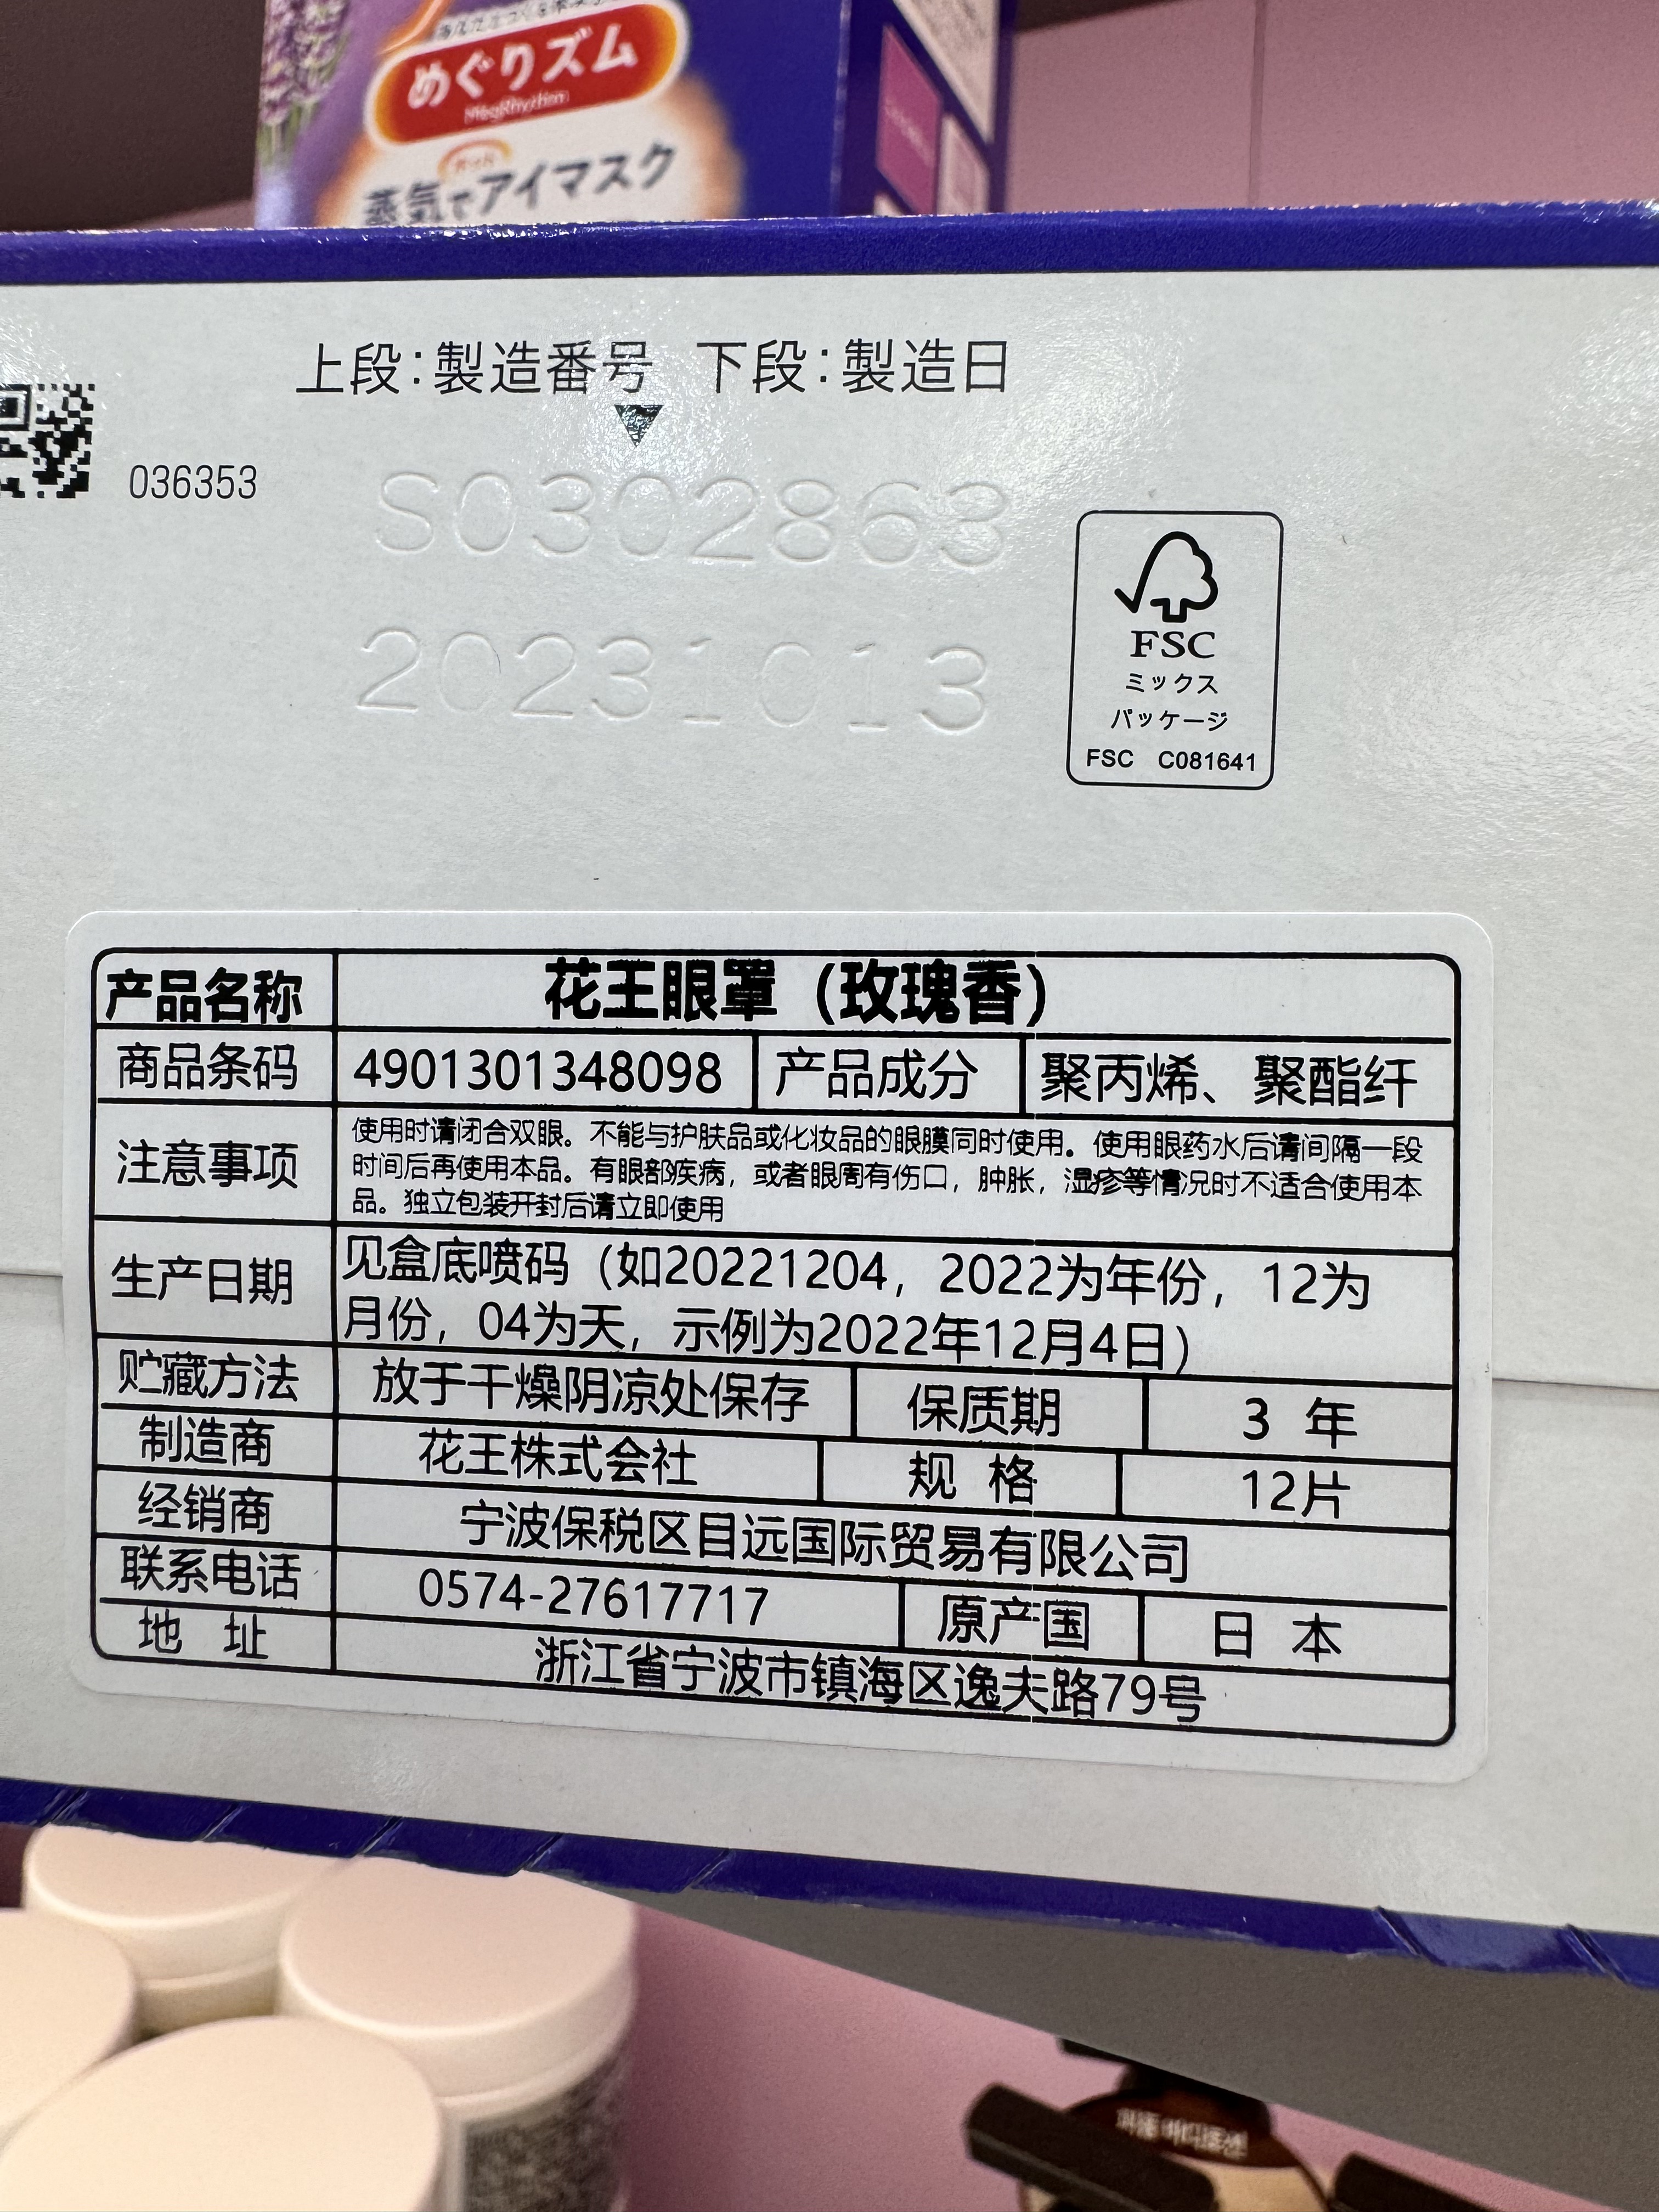 めぐりズム
MegRhythm
蒸気でアイマスク
上段:製造番号 下段:製造日
036353
S0302863
20231013
FSC
ミックス
パッケージ
FSC C081641
产品名称 花王眼罩（玫瑰香）
商品条码 4901301348098 产品成分 聚丙烯、聚酯纤
注意事项
使用时请闭合双眼。不能与护肤品或化妆品的眼膜同时使用。使用眼药水后请间隔一段
时间后再使用本品。有眼部疾病，或者眼周有伤口，肿胀，湿疹等情况时不适合使用本
品。独立包装开封后请立即使用
生产日期
见盒底喷码（如20221204，2022为年份，12为
月份，04为天，示例为2022年12月4日）
贮藏方法 放于干燥阴凉处保存 保质期 3 年
制造商 花王株式会社 规 格 12片
经销商 宁波保税区目远国际贸易有限公司
联系电话 0574-27617717 原产国 日 本
地 址 浙江省宁波市镇海区逸夫路79号